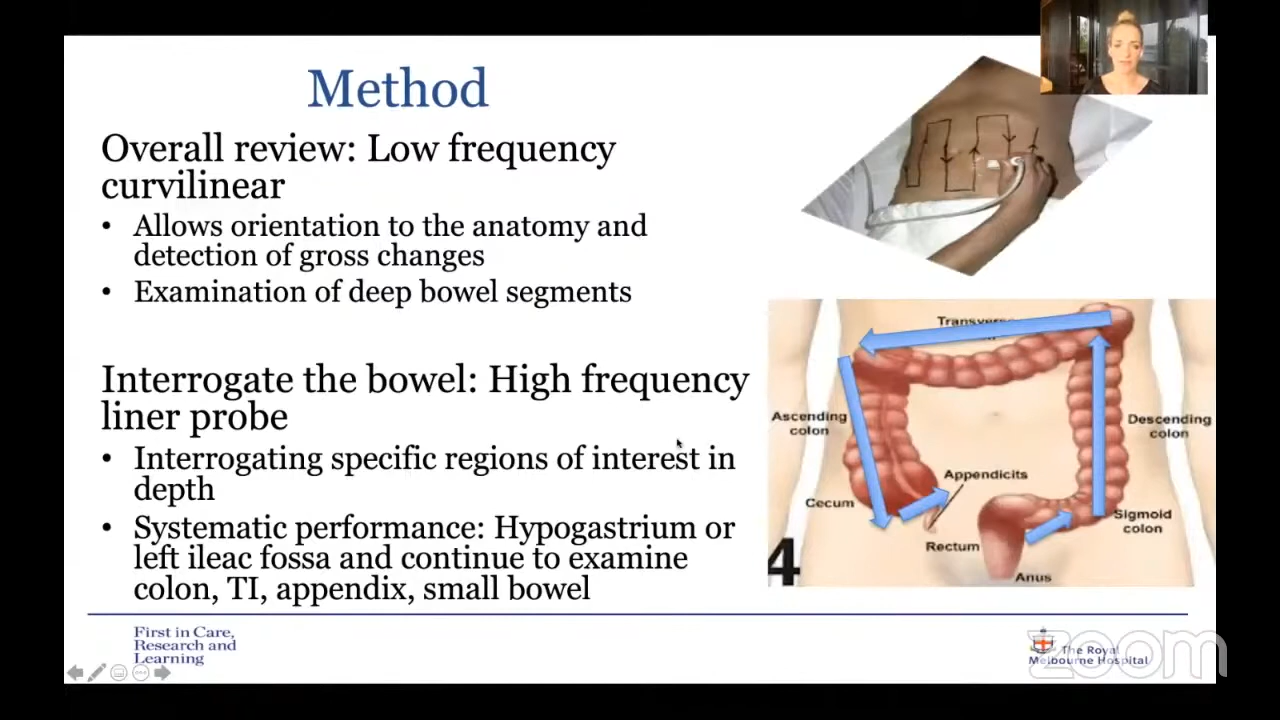 Method
Overall review: Low frequency
curvilinear
• Allows orientation to the anatomy and
detection of gross changes
• Examination of deep bowel segments
Interrogate the bowel: High frequency
liner probe
• Interrogating specific regions of interest in
depth
• Systematic performance: Hypogastrium or
left ileac fossa and continue to examine
colon, TI, appendix, small bowel
Ascending
colon
Descending
colon
Appendicits
Cecum
Sigmoid
colon
Rectum
Anus
4
First in Care,
Research and
Learning
The Royal
Melbourne Hospital
zoom